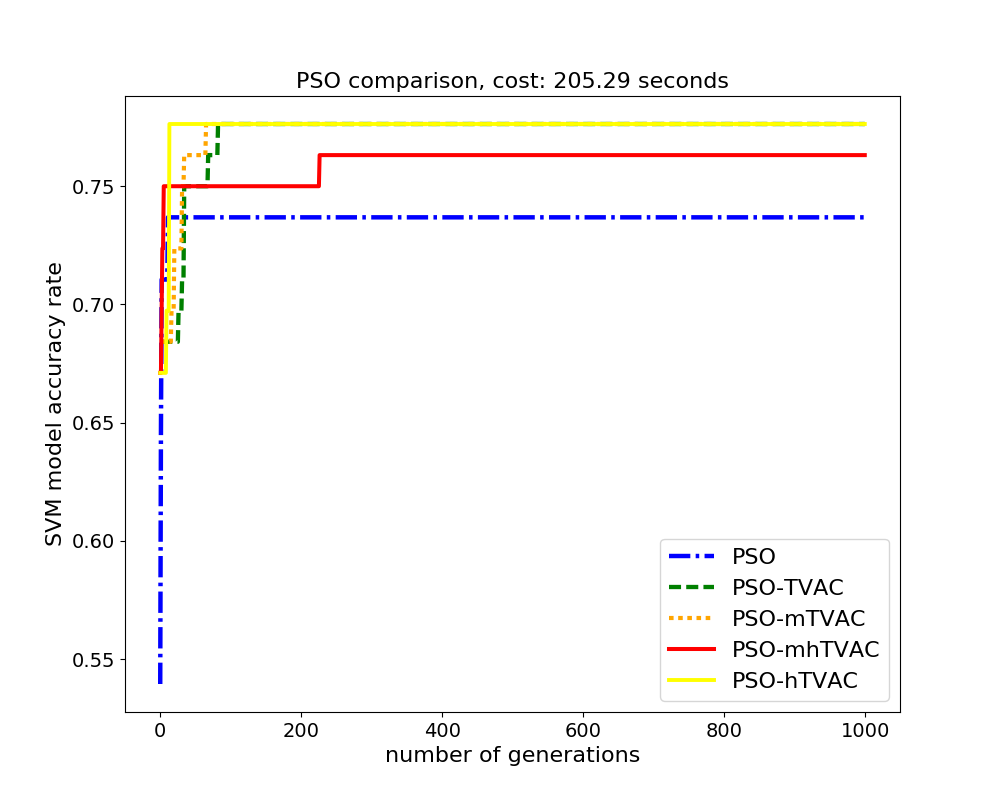 PSO comparison, cost: 205.29 seconds
SVM model accuracy rate
0.75
0.70
0.65
0.60
0.55
0
200
400
600
800
1000
number of generations
PSO
PSO-TVAC
PSO-mTVAC
PSO-mhTVAC
PSO-hTVAC